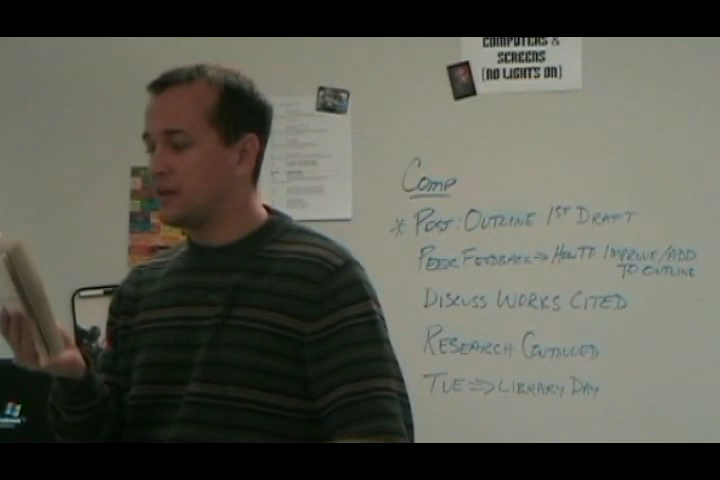 COMPUTERS &
SCREENS
(NO LIGHTS ON)
COMP
* POST: OUTLINE 1ST DRAFT
PEER FEEDBACK → HOW TO IMPROVE/ADD
TO OUTLINE
DISCUSS WORKS CITED
RESEARCH CONTINUED
TUE ⇒ LIBRARY DAY